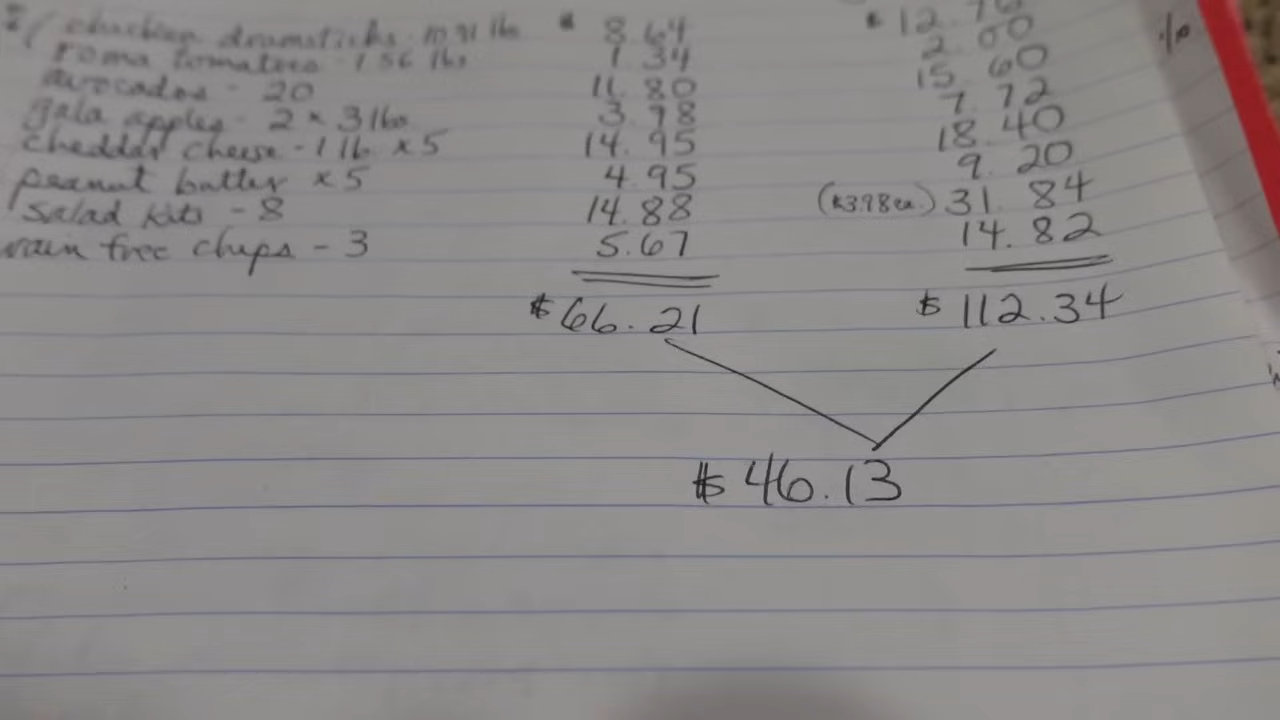 chicken drumsticks - 10.91 lbs $ 8.64 $ 12.76
roma tomatoes - 1.56 lbs 1.34 2.00
avocados - 20 11.80 15.60
gala apples - 2 x 3 lbs 3.98 7.72
cheddar cheese - 1 lb x 5 14.95 18.40
peanut butter x 5 4.95 9.20
salad kits - 8 14.88 ($3.98 ea.) 31.84
grain free chips - 3 5.67 14.82
$ 66.21 $ 112.34
$ 46.13